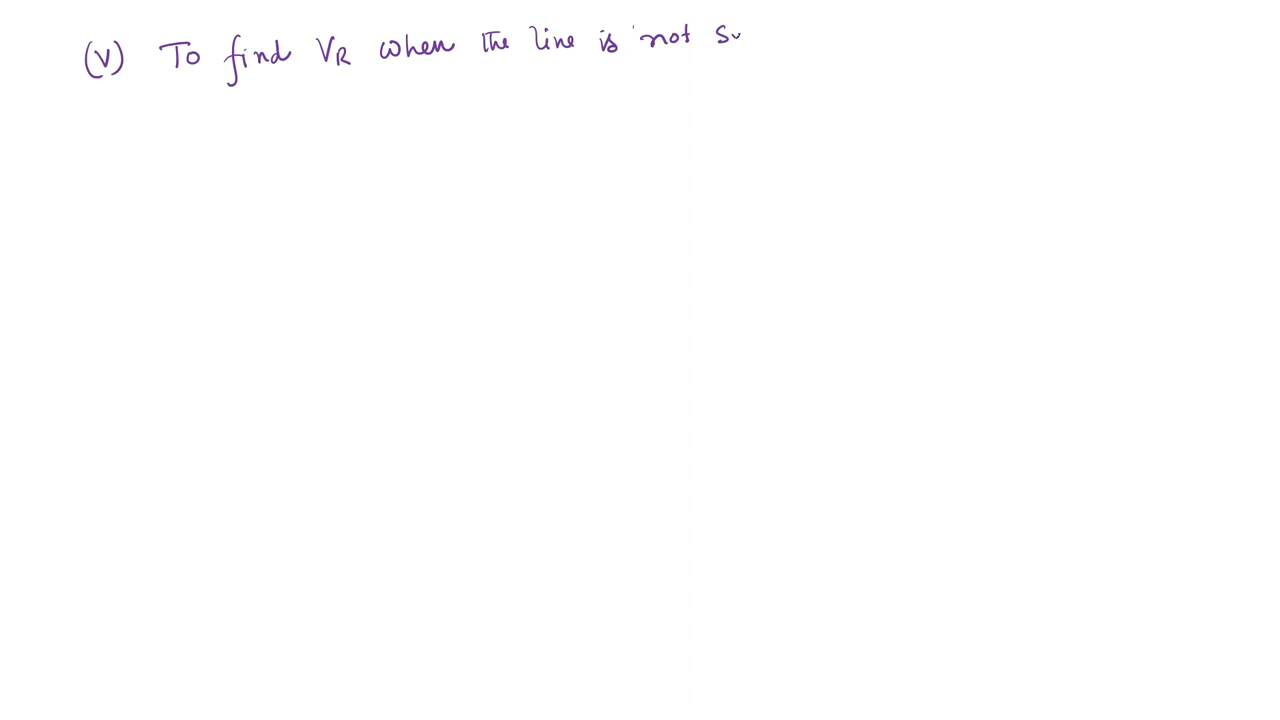 (V) To find VR when the line is not